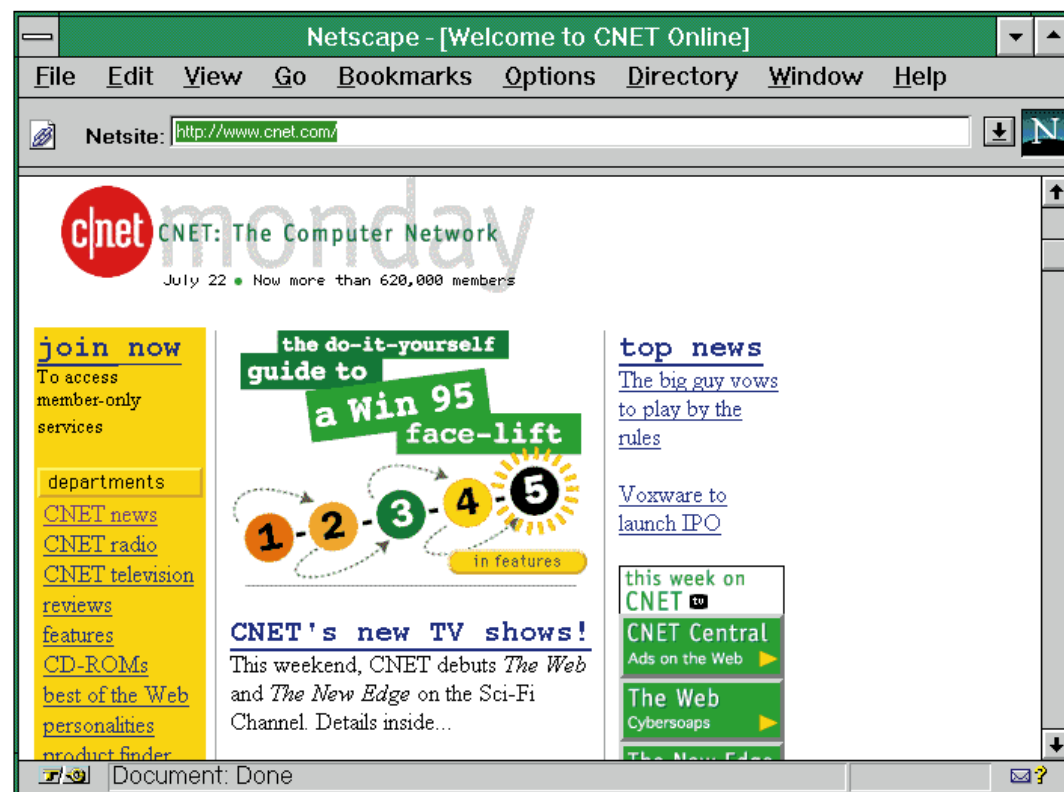 Netscape - [Welcome to CNET Online]
File Edit View Go Bookmarks Options Directory Window Help
Netsite: http://www.cnet.com/
N
monday
c|net CNET: The Computer Network
July 22 • Now more than 620,000 members
join now
To access
member-only
services
departments
CNET news
CNET radio
CNET television
reviews
features
CD-ROMs
best of the Web
personalities
product finder
the do-it-yourself
guide to
a Win 95
face-lift
1-2-3-4-5
in features
CNET's new TV shows!
This weekend, CNET debuts The Web
and The New Edge on the Sci-Fi
Channel. Details inside...
top news
The big guy vows
to play by the
rules
Voxware to
launch IPO
this week on
CNET tv
CNET Central
Ads on the Web
The Web
Cybersoaps
The New Edge
Document: Done
?